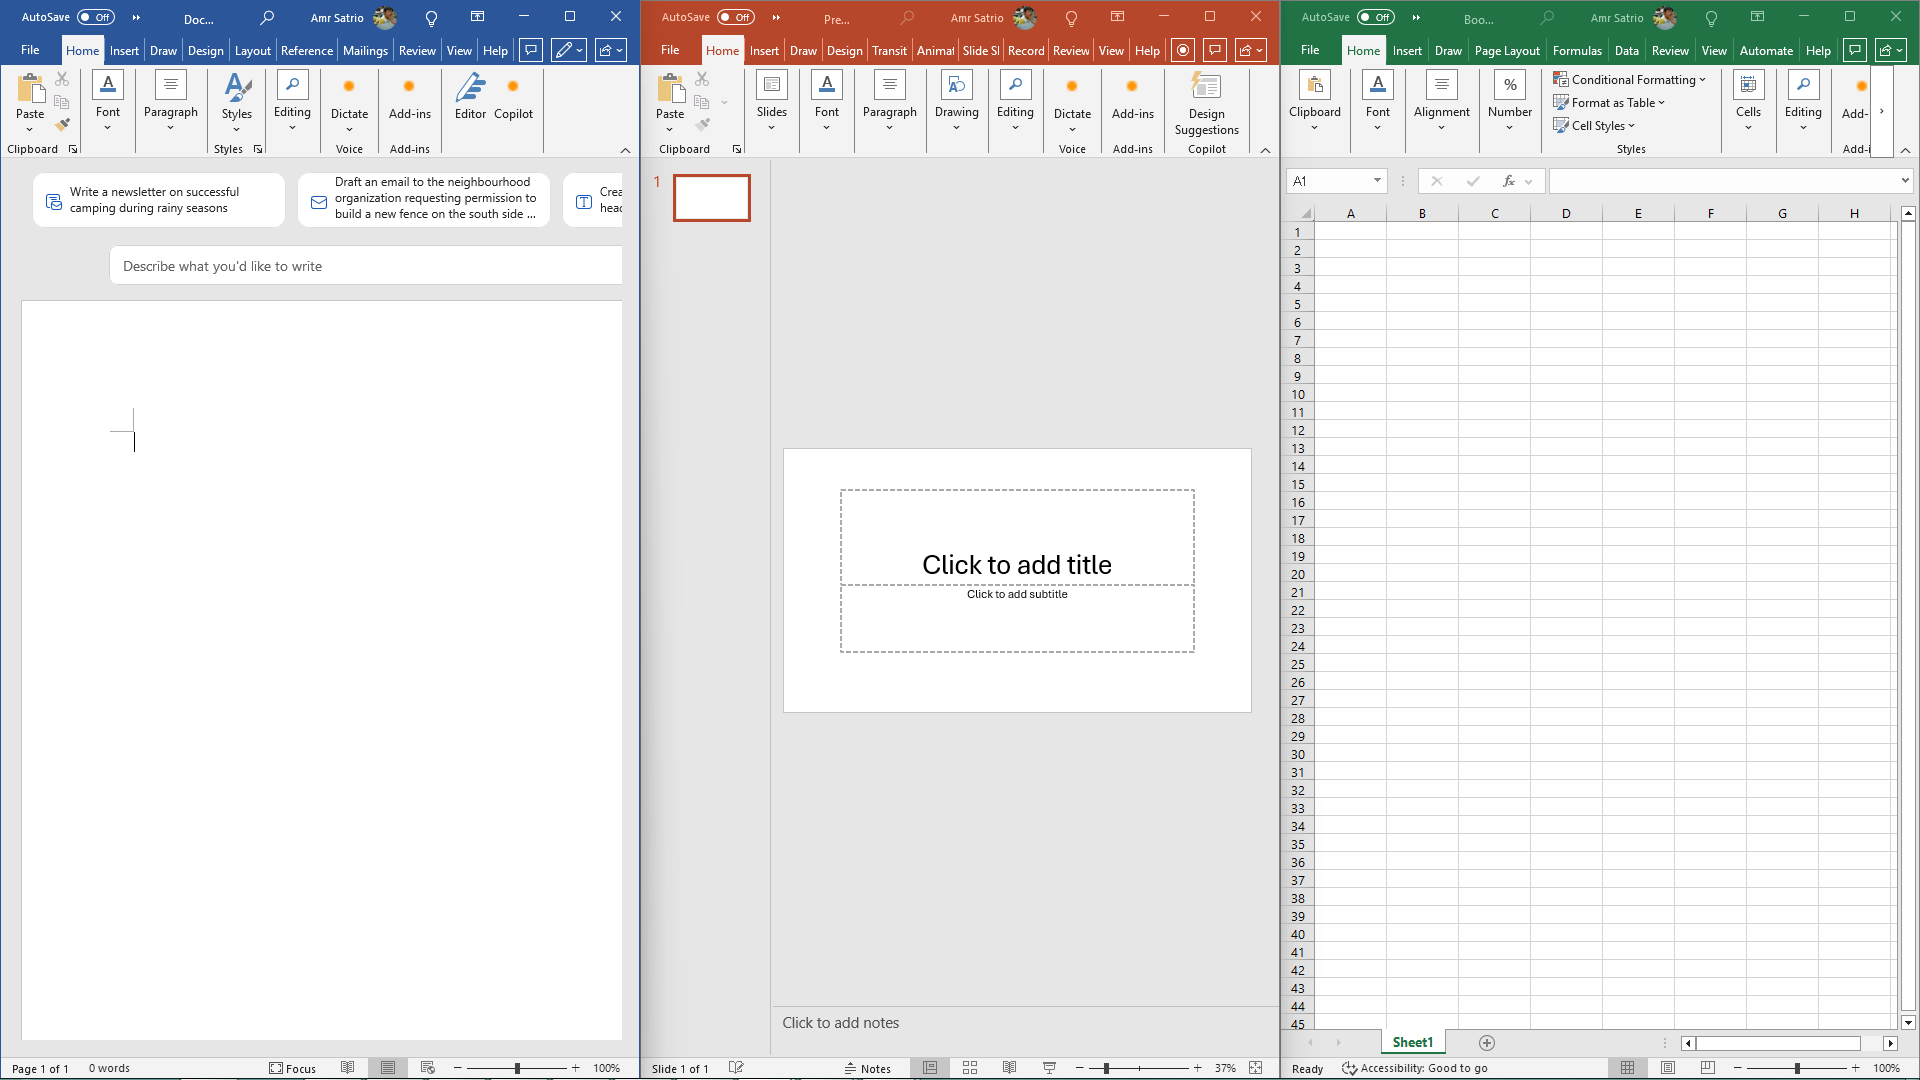 AutoSave Off Doc... Amr Satrio
File Home Insert Draw Design Layout Reference Mailings Review View Help
Paste Font Paragraph Styles Editing Dictate Add-ins Editor Copilot
Clipboard Styles Voice Add-ins
Write a newsletter on successful
camping during rainy seasons
Draft an email to the neighbourhood
organization requesting permission to
build a new fence on the south side ...
Crea
head
Describe what you'd like to write
Page 1 of 1 0 words Focus 100%
AutoSave Off Pre... Amr Satrio
File Home Insert Draw Design Transit Animat Slide Sl Record Review View Help
Paste Slides Font Paragraph Drawing Editing Dictate Add-ins Design
Suggestions
Clipboard Voice Add-ins Copilot
1
Click to add title
Click to add subtitle
Click to add notes
Slide 1 of 1 Notes 37%
AutoSave Off Boo... Amr Satrio
File Home Insert Draw Page Layout Formulas Data Review View Automate Help
Clipboard Font Alignment Number Conditional Formatting Cells Editing Add-
Format as Table
Cell Styles
Styles Add-i
A1 fx
A B C D E F G H
1
2
3
4
5
6
7
8
9
10
11
12
13
14
15
16
17
18
19
20
21
22
23
24
25
26
27
28
29
30
31
32
33
34
35
36
37
38
39
40
41
42
43
44
45
Sheet1
Ready Accessibility: Good to go 100%